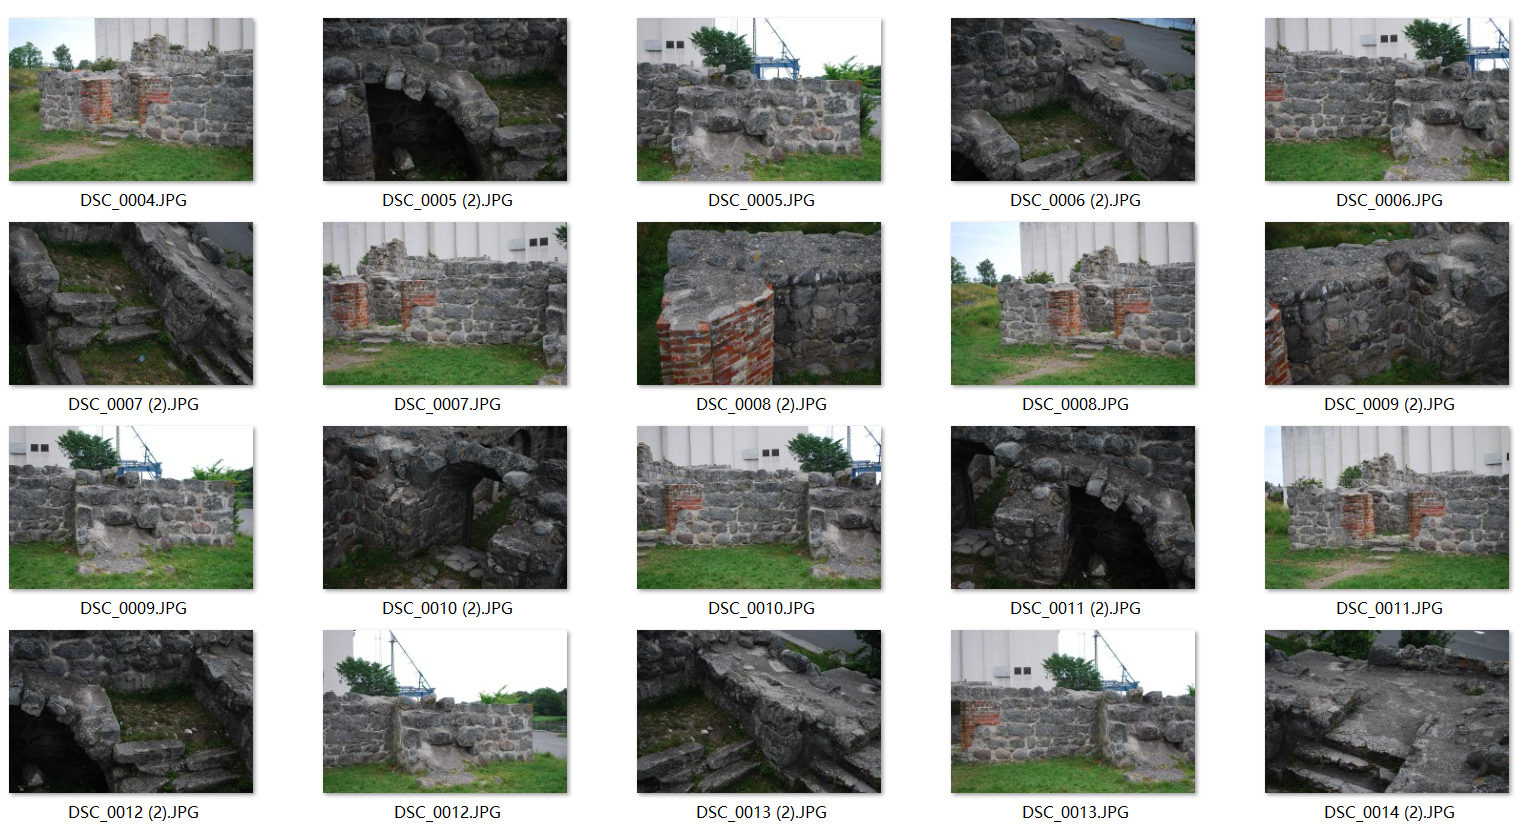 DSC_0004.JPG
DSC_0005 (2).JPG
DSC_0005.JPG
DSC_0006 (2).JPG
DSC_0006.JPG
DSC_0007 (2).JPG
DSC_0007.JPG
DSC_0008 (2).JPG
DSC_0008.JPG
DSC_0009 (2).JPG
DSC_0009.JPG
DSC_0010 (2).JPG
DSC_0010.JPG
DSC_0011 (2).JPG
DSC_0011.JPG
DSC_0012 (2).JPG
DSC_0012.JPG
DSC_0013 (2).JPG
DSC_0013.JPG
DSC_0014 (2).JPG